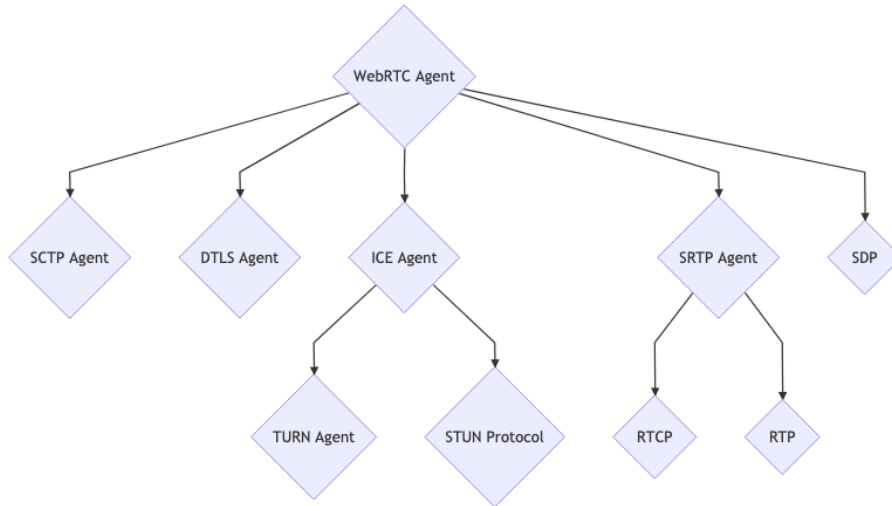 WebRTC Agent
SCTP Agent
DTLS Agent
ICE Agent
SRTP Agent
SDP
TURN Agent
STUN Protocol
RTCP
RTP